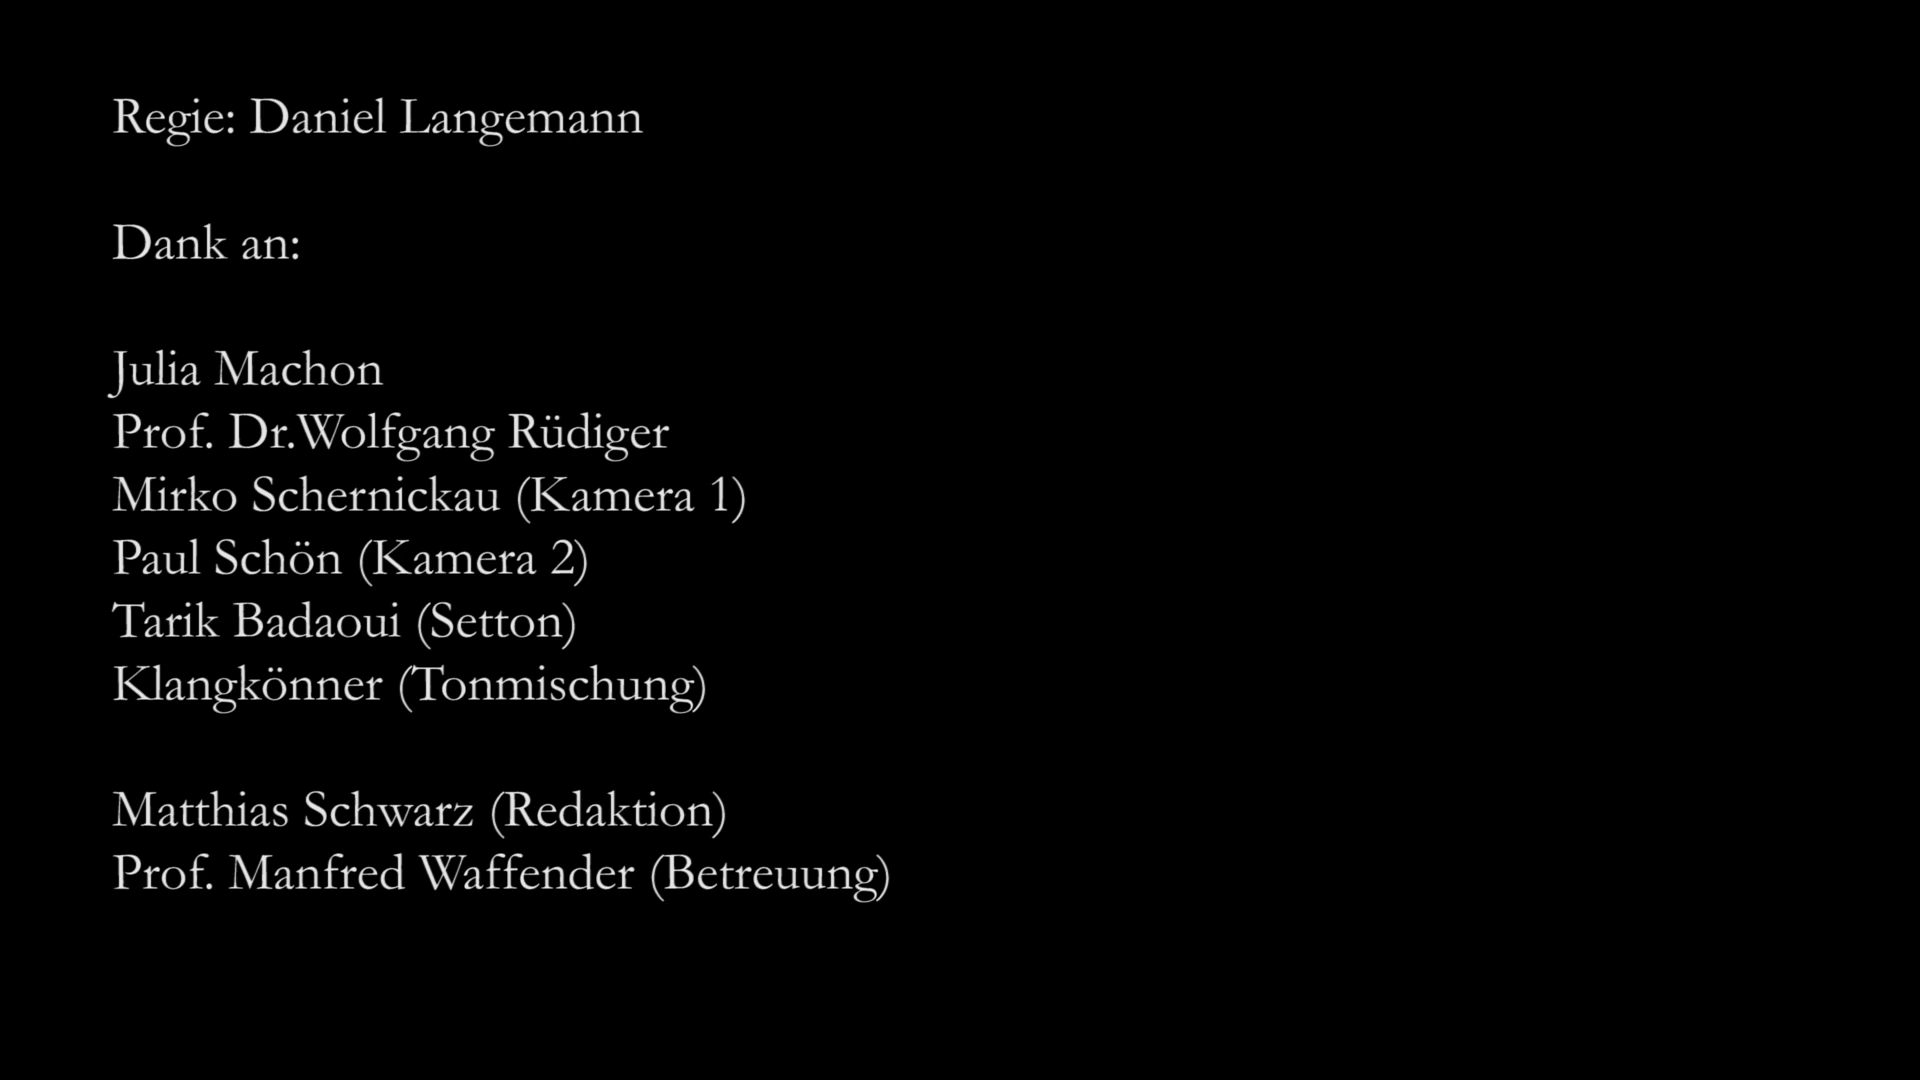 Regie: Daniel Langemann
Dank an:
Julia Machon
Prof. Dr.Wolfgang Rüdiger
Mirko Schernickau (Kamera 1)
Paul Schön (Kamera 2)
Tarik Badaoui (Setton)
Klangkönner (Tonmischung)
Matthias Schwarz (Redaktion)
Prof. Manfred Waffender (Betreuung)